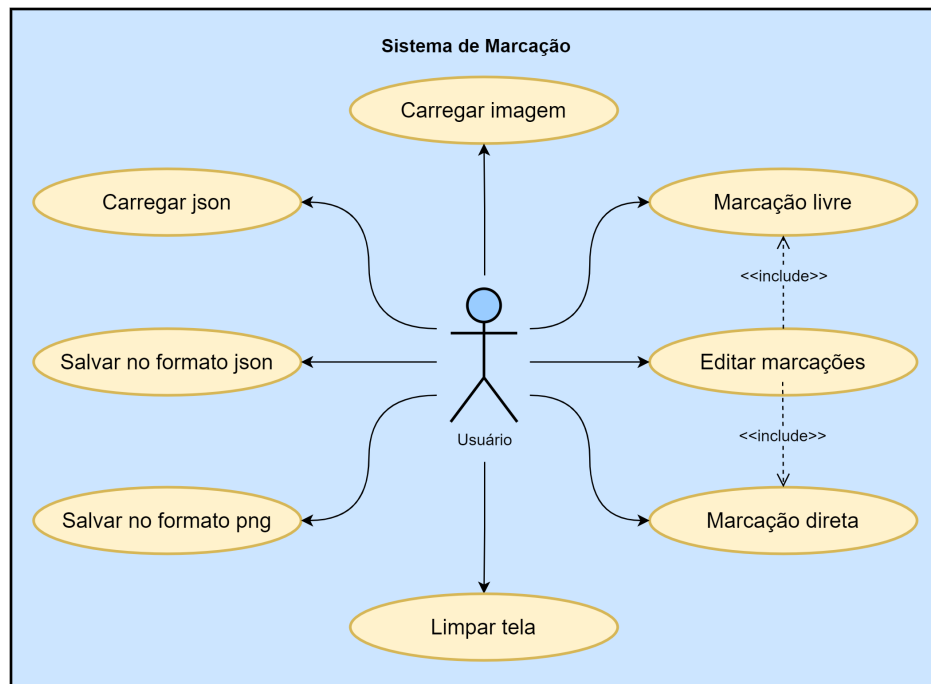 Sistema de Marcação
Carregar imagem
Carregar json
Marcação livre
<<include>>
Salvar no formato json
Editar marcações
Usuário
<<include>>
Salvar no formato png
Marcação direta
Limpar tela